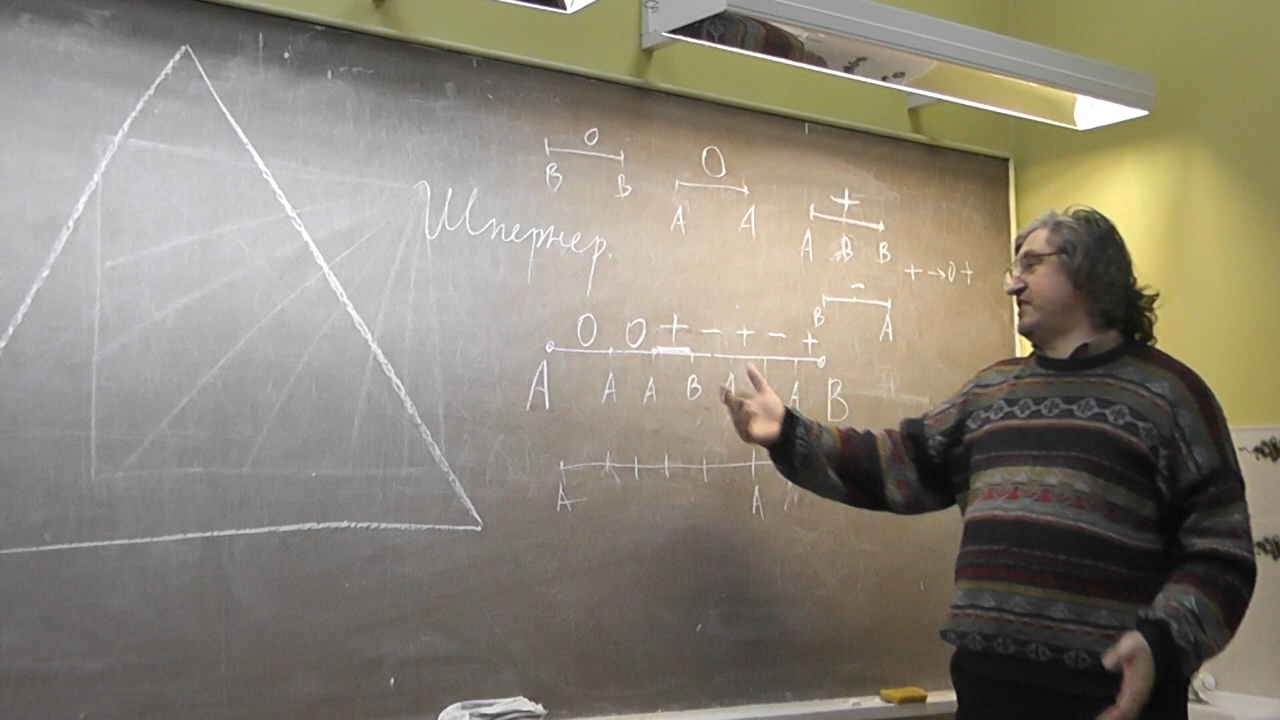 O
B B
O
A A
Шпернер.
+
A B B
+ → 0 +
−
B A
O O + − + − +
A A A B A A B
A A